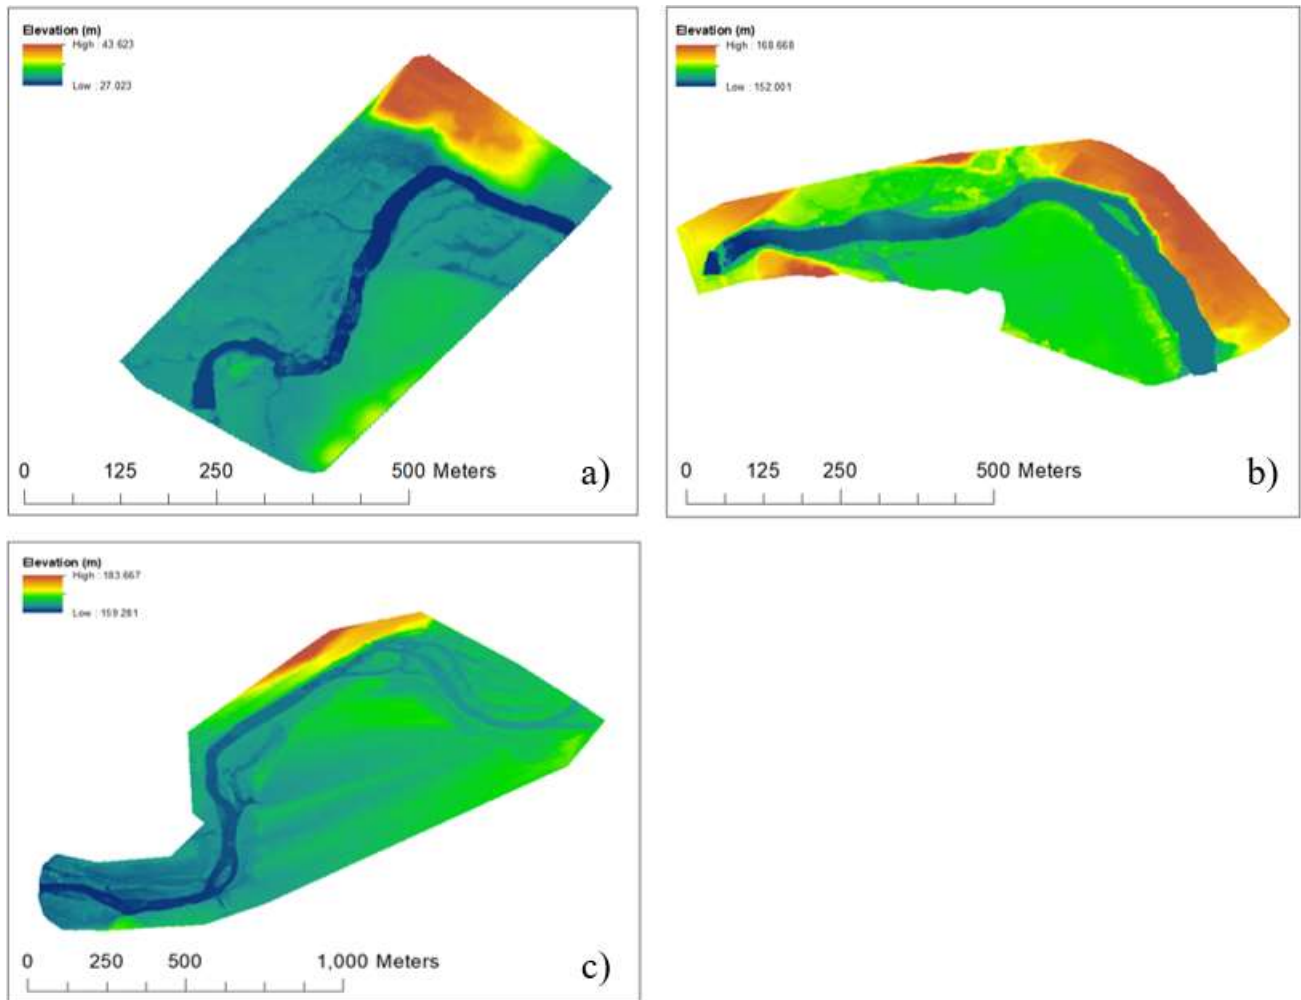 Elevation (m)
High : 43.623
Low : 27.023
0 125 250 500 Meters
a)
Elevation (m)
High : 168.668
Low : 152.001
0 125 250 500 Meters
b)
Elevation (m)
High : 183.667
Low : 159.281
0 250 500 1,000 Meters
c)